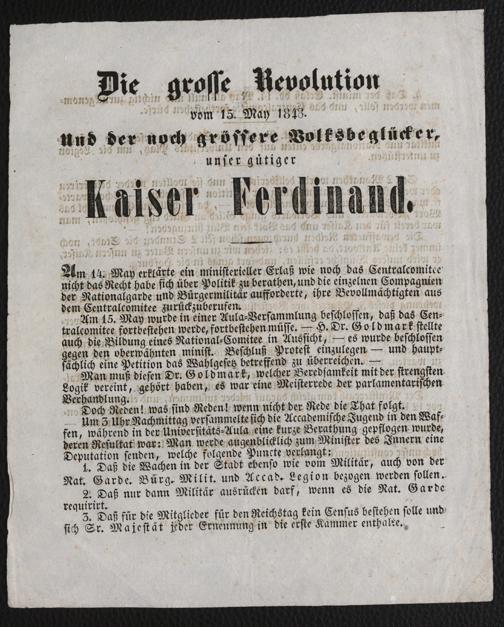 Die grosse Revolution
vom 15. May 1848.
Und der noch grössere Volksbeglücker,
unser gütiger
Kaiser Ferdinand.
Am 14. May erklärte ein ministerieller Erlaß wie noch das Centralcomitee
nicht das Recht habe sich über Politik zu berathen, und die einzelnen Compagnien
der Nationalgarde und Bürgermilitär aufforderte, ihre Bevollmächtigten aus
dem Centralcomitee zurückzuberufen.
Am 15. May wurde in einer Aula-Versammlung beschlossen, daß das Cen-
tralcomitee fortbestehen werde, fortbestehen müsse. — H. Dr. Goldmark stellte
auch die Bildung eines National-Comitee in Aussicht, — es wurde beschlossen
gegen den oberwähnten minist. Beschluß Protest einzulegen — und haupt-
sächlich eine Petition das Wahlgesetz betreffend zu überreichen. —
Man muß diesen Dr. Goldmark, welcher Beredsamkeit mit der strengsten
Logik vereint, gehört haben, es war eine Meisterrede der parlamentarischen
Verhandlung.
Doch Reden! was sind Reden! wenn nicht der Rede die That folgt.
Um 3 Uhr Nachmittag versammelte sich die Accademische Jugend in den Waf-
fen, während in der Universitäts-Aula eine kurze Berathung gepflogen wurde,
deren Resultat war: Man werde augenblicklich zum Minister des Innern eine
Deputation senden, welche folgende Puncte verlangt:
1. Daß die Wachen in der Stadt ebenso wie vom Militär, auch von der
Nat. Garde. Bürg. Milit. und Accad. Legion bezogen werden sollen.
2. Daß nur dann Militär ausrücken darf, wenn es die Nat. Garde
requirirt.
3. Daß für die Mitglieder für den Reichstag kein Census bestehen solle und
sich Sr. Majestät jeder Ernennung in die erste Kammer enthalte.